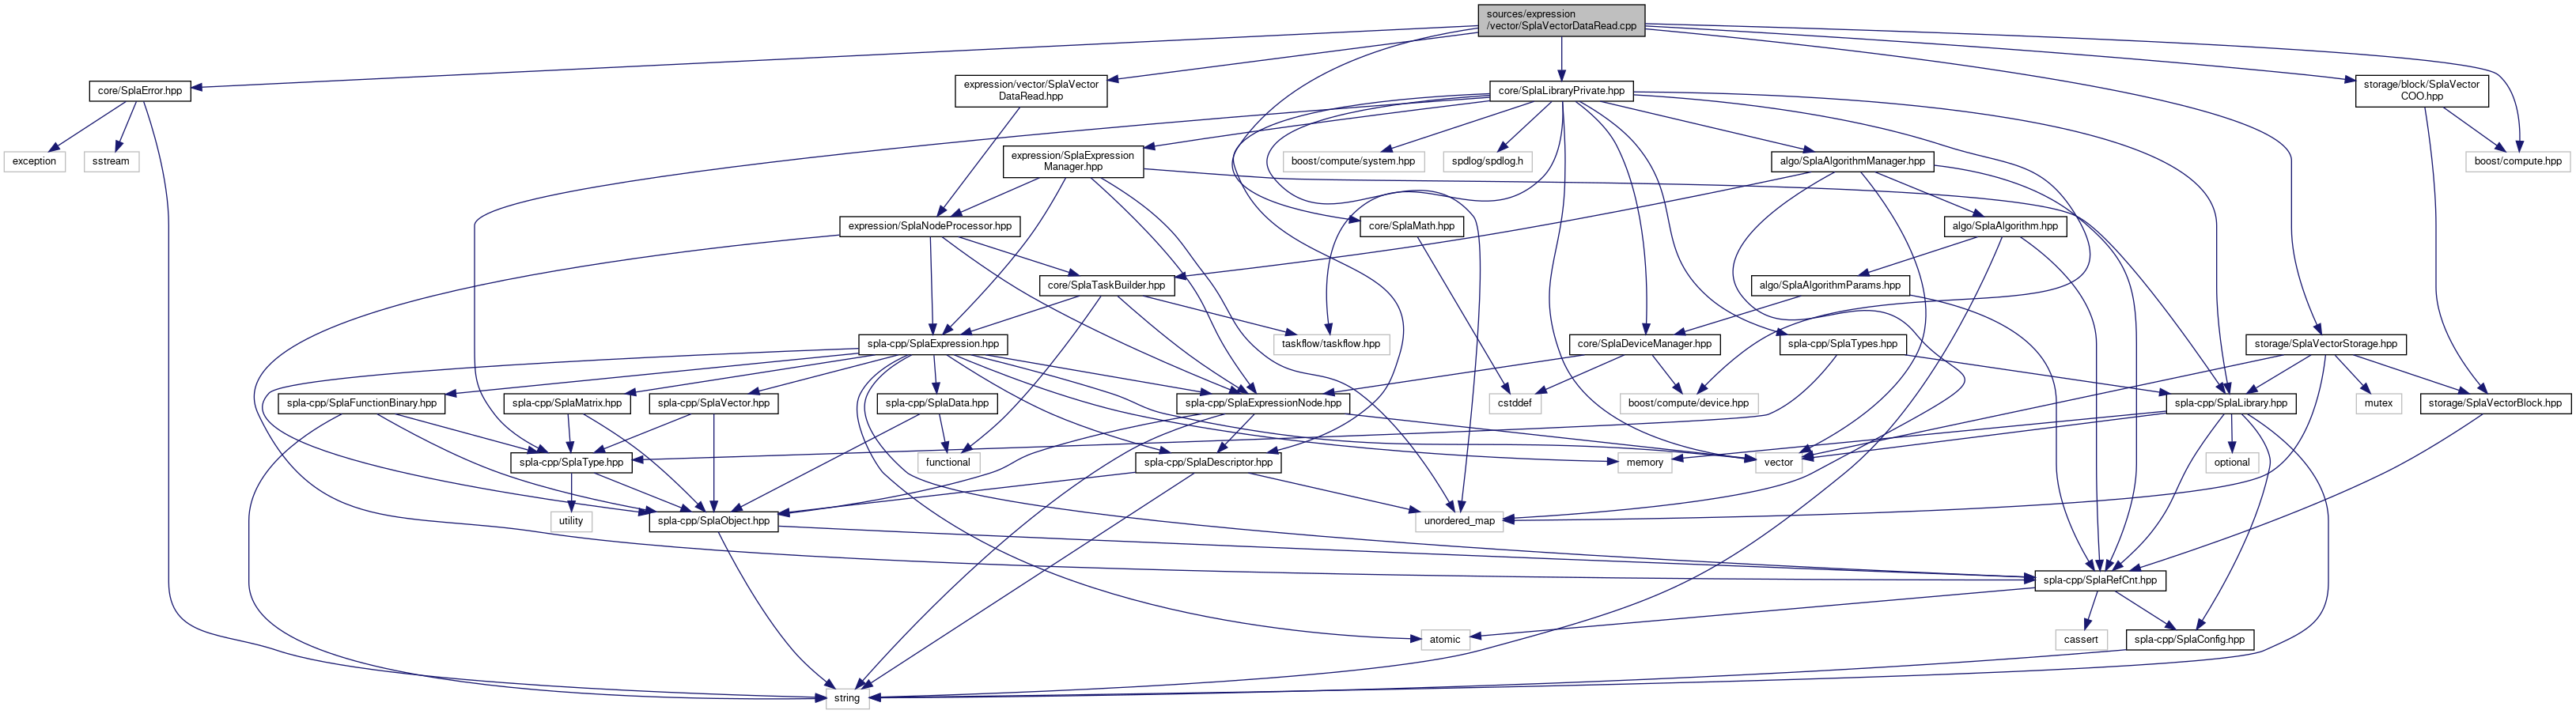 sources/expression
/vector/SplaVectorDataRead.cpp
core/SplaError.hpp
expression/vector/SplaVector
DataRead.hpp
core/SplaLibraryPrivate.hpp
storage/block/SplaVector
COO.hpp
exception
sstream
expression/SplaExpression
Manager.hpp
boost/compute/system.hpp
spdlog/spdlog.h
algo/SplaAlgorithmManager.hpp
boost/compute.hpp
expression/SplaNodeProcessor.hpp
core/SplaMath.hpp
algo/SplaAlgorithm.hpp
core/SplaTaskBuilder.hpp
algo/SplaAlgorithmParams.hpp
spla-cpp/SplaExpression.hpp
taskflow/taskflow.hpp
core/SplaDeviceManager.hpp
spla-cpp/SplaTypes.hpp
storage/SplaVectorStorage.hpp
spla-cpp/SplaFunctionBinary.hpp
spla-cpp/SplaMatrix.hpp
spla-cpp/SplaVector.hpp
spla-cpp/SplaData.hpp
spla-cpp/SplaExpressionNode.hpp
cstddef
boost/compute/device.hpp
spla-cpp/SplaLibrary.hpp
mutex
storage/SplaVectorBlock.hpp
spla-cpp/SplaType.hpp
functional
spla-cpp/SplaDescriptor.hpp
memory
vector
optional
utility
spla-cpp/SplaObject.hpp
unordered_map
spla-cpp/SplaRefCnt.hpp
atomic
cassert
spla-cpp/SplaConfig.hpp
string